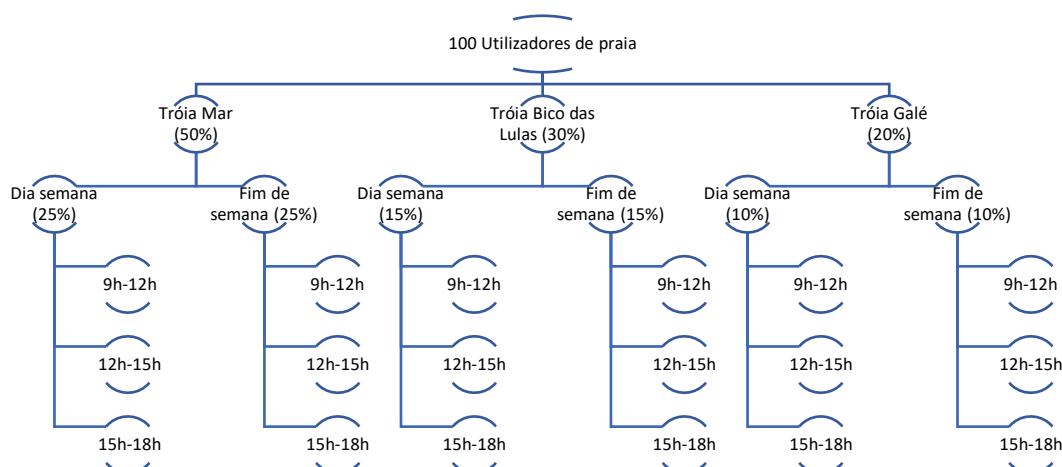 100 Utilizadores de praia
Tróia Mar
(50%)
Tróia Bico das
Lulas (30%)
Tróia Galé
(20%)
Dia semana
(25%)
Fim de
semana (25%)
Dia semana
(15%)
Fim de
semana (15%)
Dia semana
(10%)
Fim de
semana (10%)
9h-12h
9h-12h
9h-12h
9h-12h
9h-12h
9h-12h
12h-15h
12h-15h
12h-15h
12h-15h
12h-15h
12h-15h
15h-18h
15h-18h
15h-18h
15h-18h
15h-18h
15h-18h